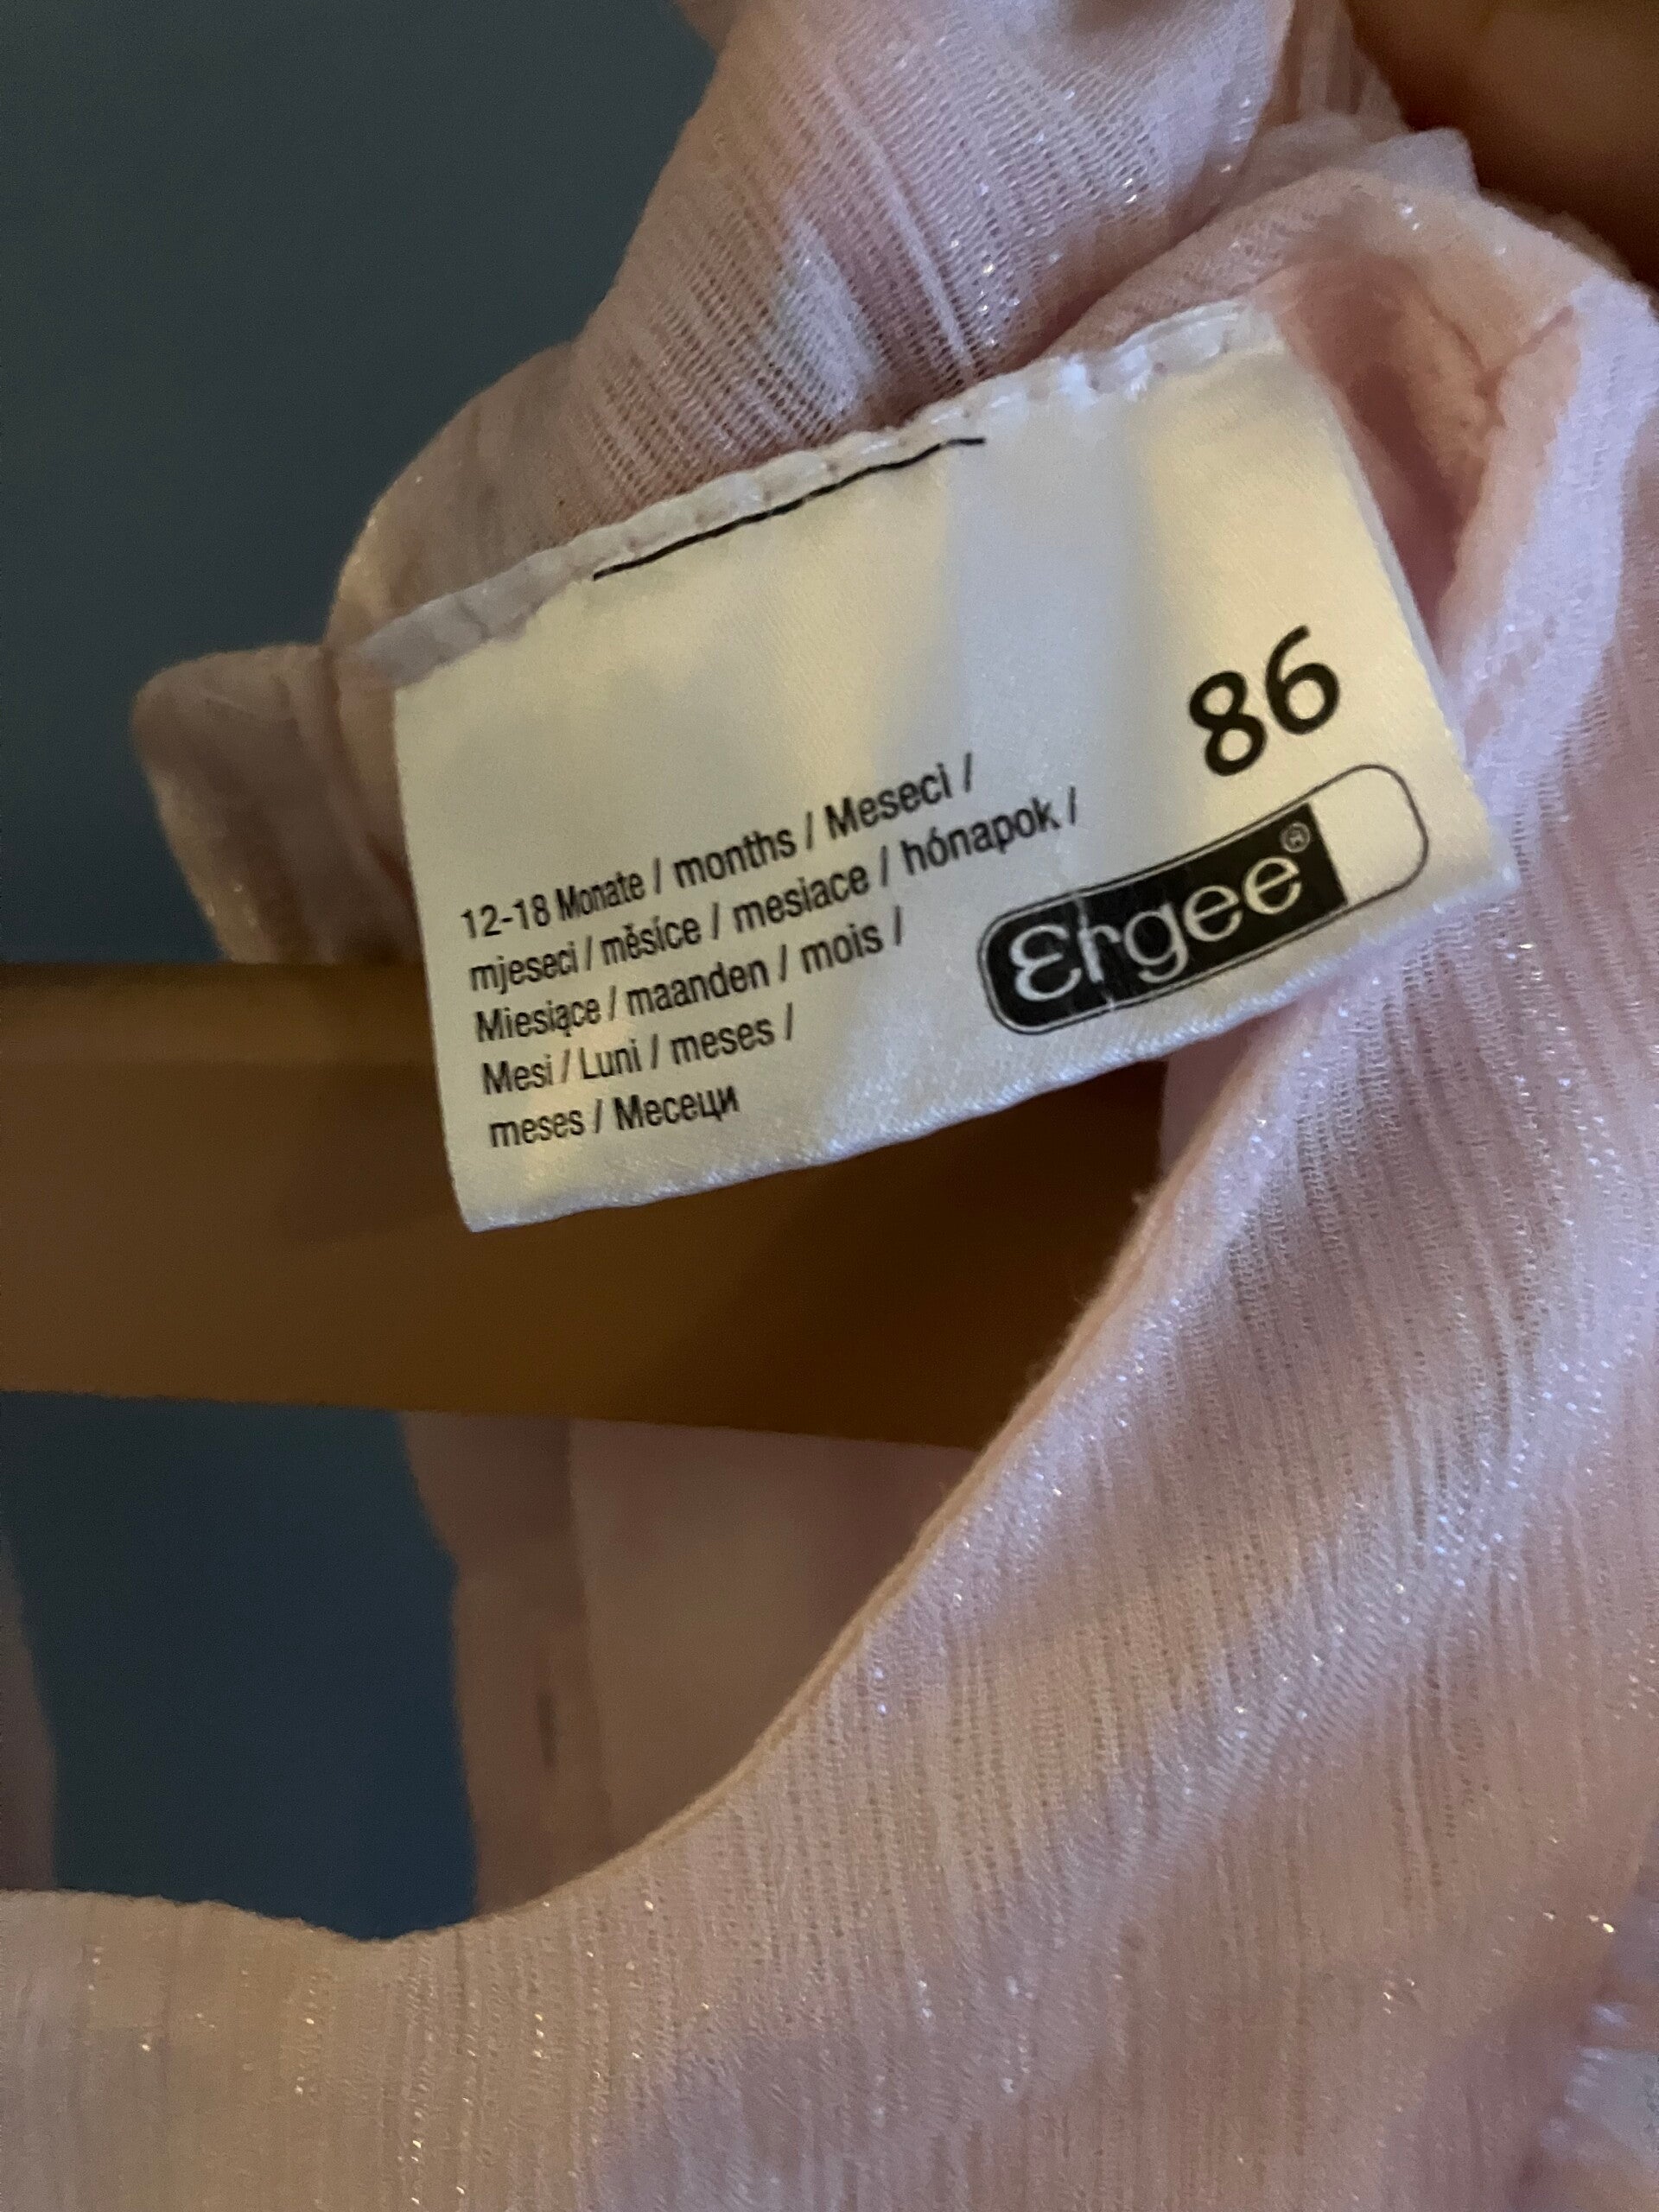 86
12-18 Monate / months / Meseci /
mjeseci / měsíce / mesiace / hónapok /
Miesiące / maanden / mois /
Mesi / Luni / meses /
meses / Месеци
Ergee®